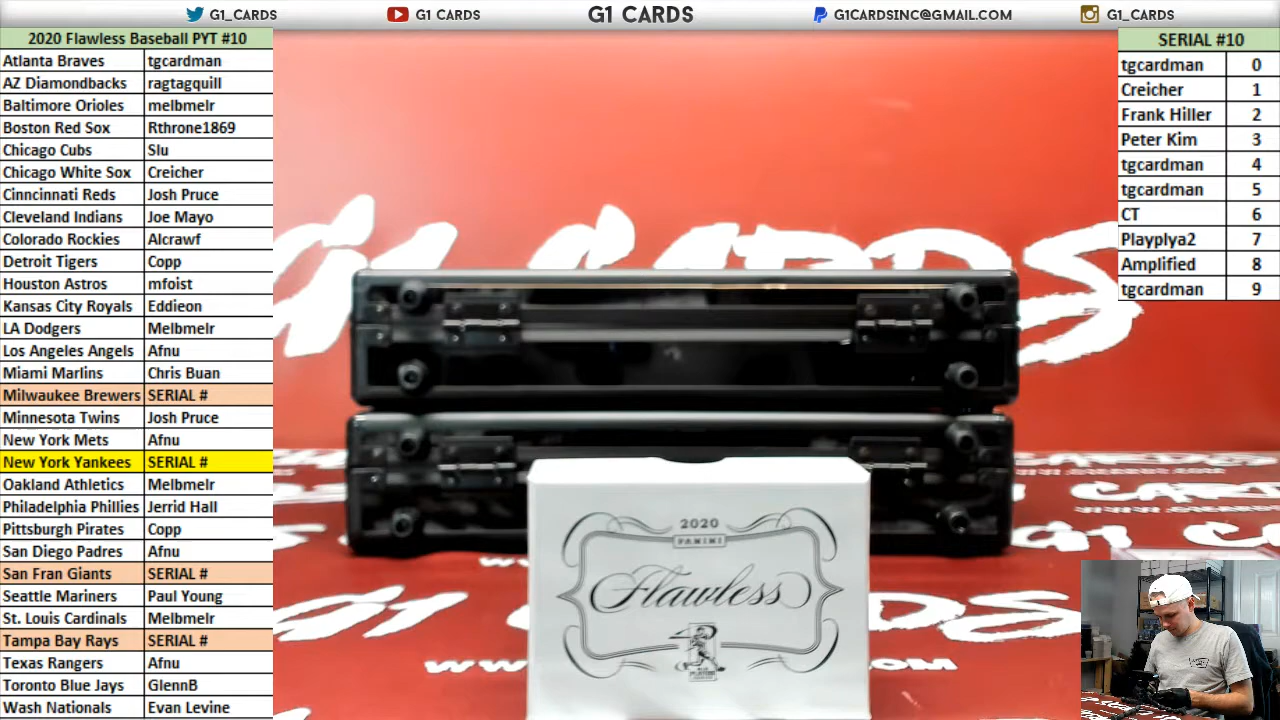 G1_CARDS G1 CARDS G1 CARDS G1CARDSINC@GMAIL.COM G1_CARDS
2020 Flawless Baseball PYT #10
Atlanta Braves tgcardman
AZ Diamondbacks ragtagquill
Baltimore Orioles melbmelr
Boston Red Sox Rthrone1869
Chicago Cubs Slu
Chicago White Sox Creicher
Cinncinnati Reds Josh Pruce
Cleveland Indians Joe Mayo
Colorado Rockies Alcrawf
Detroit Tigers Copp
Houston Astros mfoist
Kansas City Royals Eddieon
LA Dodgers Melbmelr
Los Angeles Angels Afnu
Miami Marlins Chris Buan
Milwaukee Brewers SERIAL #
Minnesota Twins Josh Pruce
New York Mets Afnu
New York Yankees SERIAL #
Oakland Athletics Melbmelr
Philadelphia Phillies Jerrid Hall
Pittsburgh Pirates Copp
San Diego Padres Afnu
San Fran Giants SERIAL #
Seattle Mariners Paul Young
St. Louis Cardinals Melbmelr
Tampa Bay Rays SERIAL #
Texas Rangers Afnu
Toronto Blue Jays GlennB
Wash Nationals Evan Levine
G1 CARDS
2020
PANINI
Flawless
SERIAL #10
tgcardman 0
Creicher 1
Frank Hiller 2
Peter Kim 3
tgcardman 4
tgcardman 5
CT 6
Playplya2 7
Amplified 8
tgcardman 9